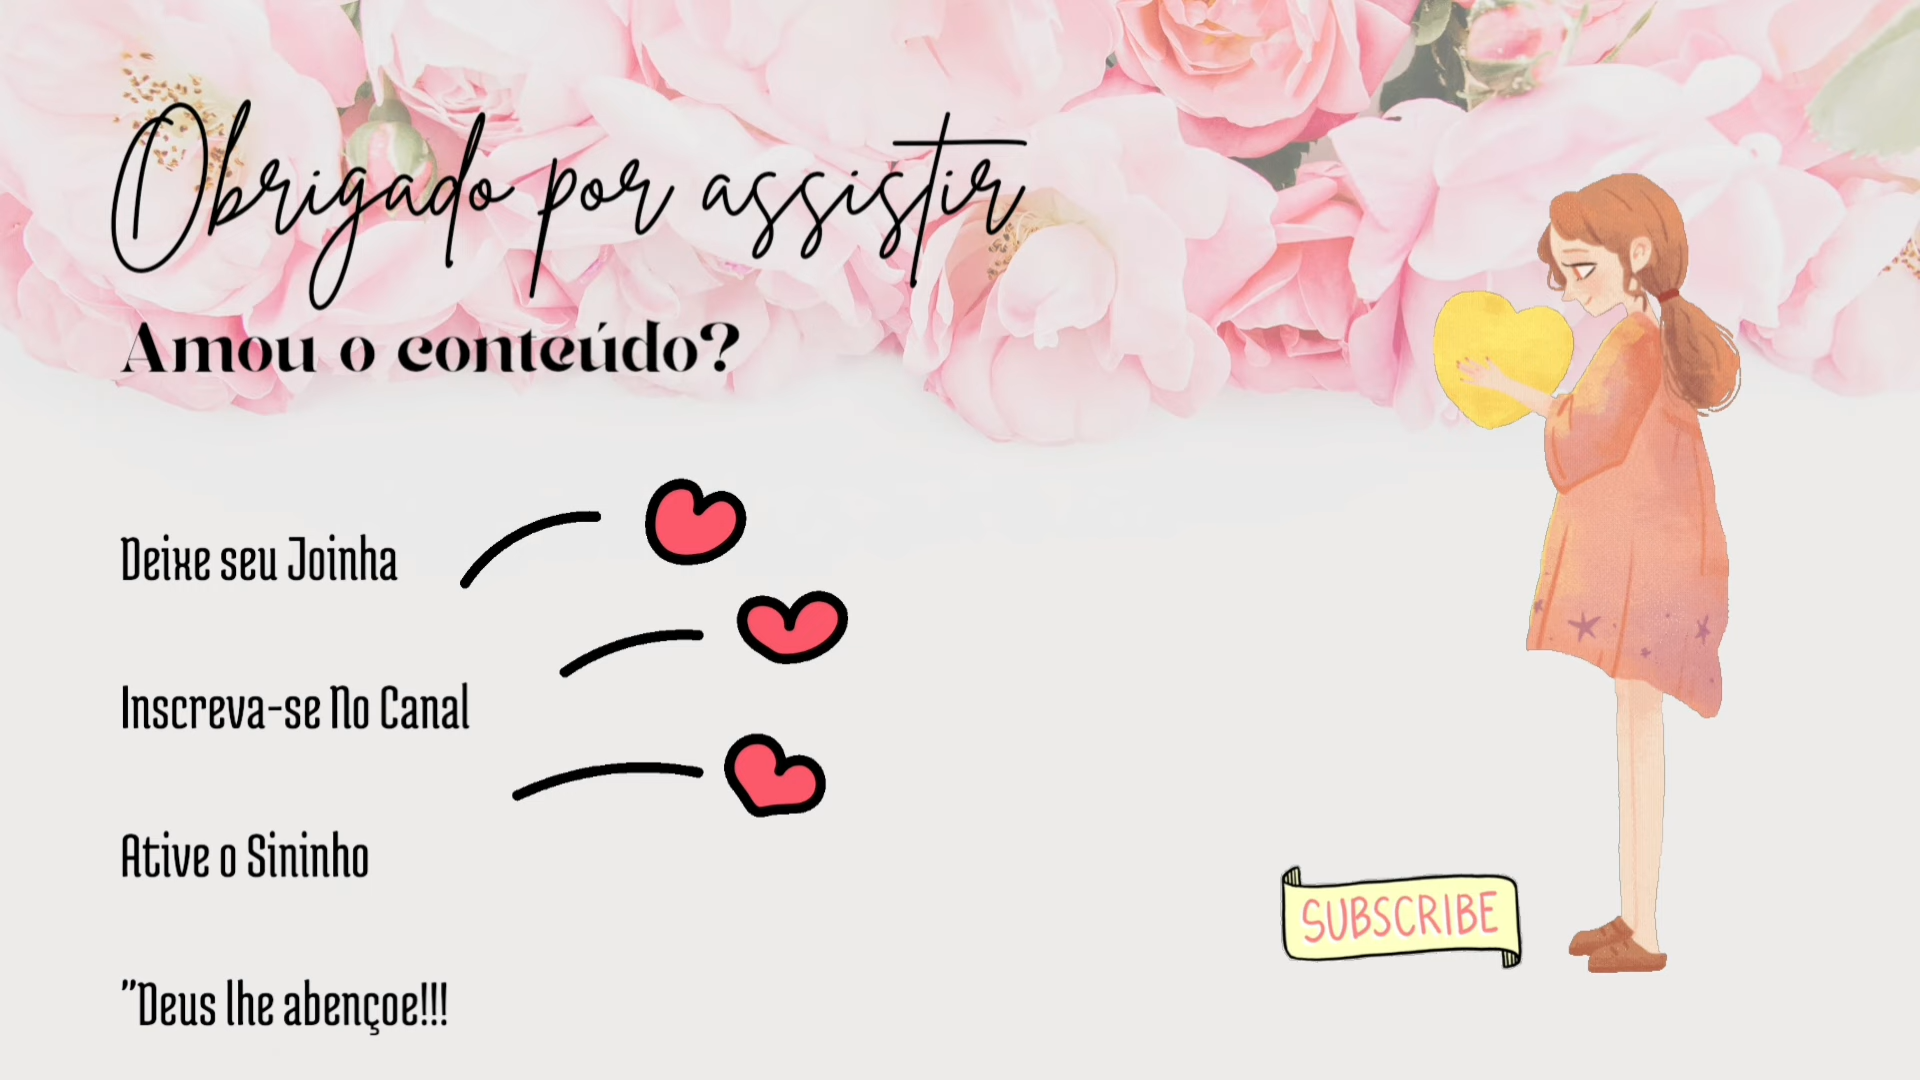 Obrigado por assistir
Amou o conteúdo?
Deixe seu Joinha
Inscreva-se No Canal
Ative o Sininho
SUBSCRIBE
"Deus lhe abençoe!!!